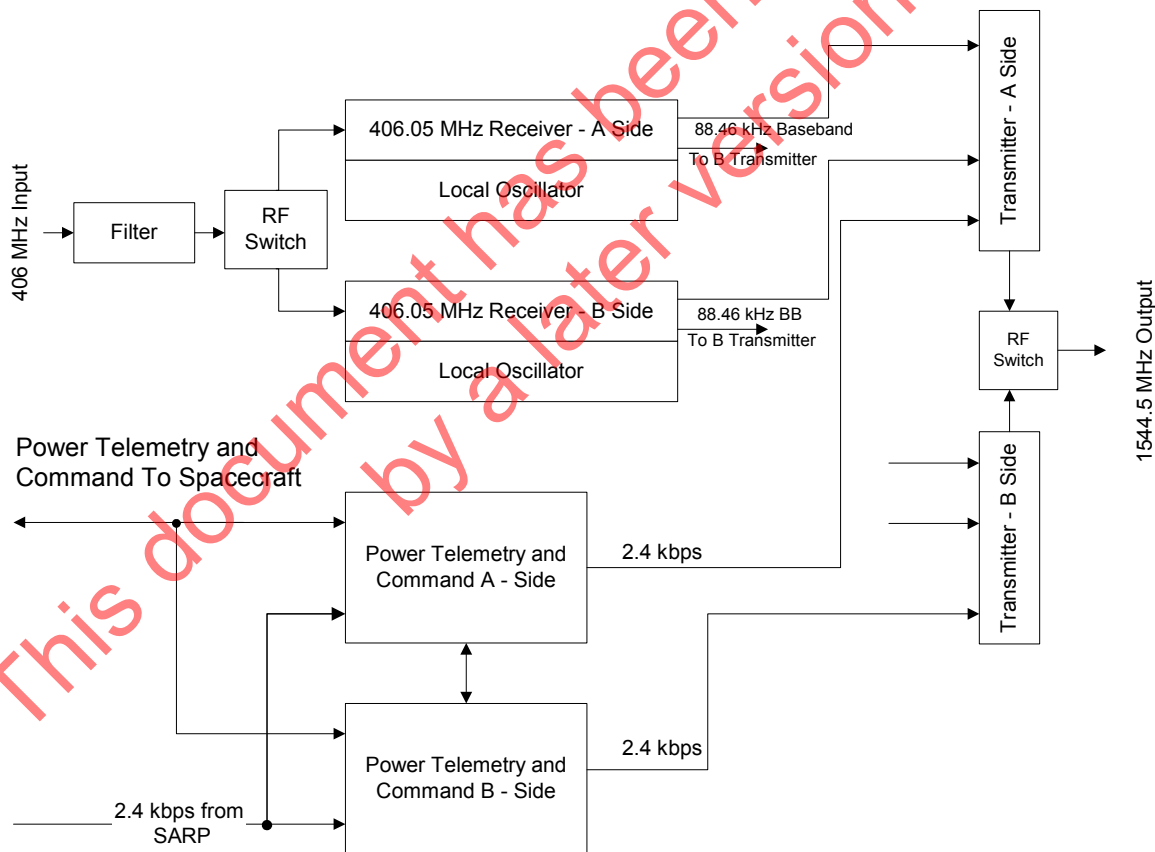 406 MHz Input
Filter
RF
Switch
406.05 MHz Receiver - A Side
Local Oscillator
88.46 kHz Baseband
To B Transmitter
406.05 MHz Receiver - B Side
Local Oscillator
88.46 kHz BB
To B Transmitter
Transmitter - A Side
RF
Switch
1544.5 MHz Output
Transmitter - B Side
Power Telemetry and
Command To Spacecraft
Power Telemetry and
Command A - Side
2.4 kbps
Power Telemetry and
Command B - Side
2.4 kbps
2.4 kbps from
SARP
This document has been
by a later version